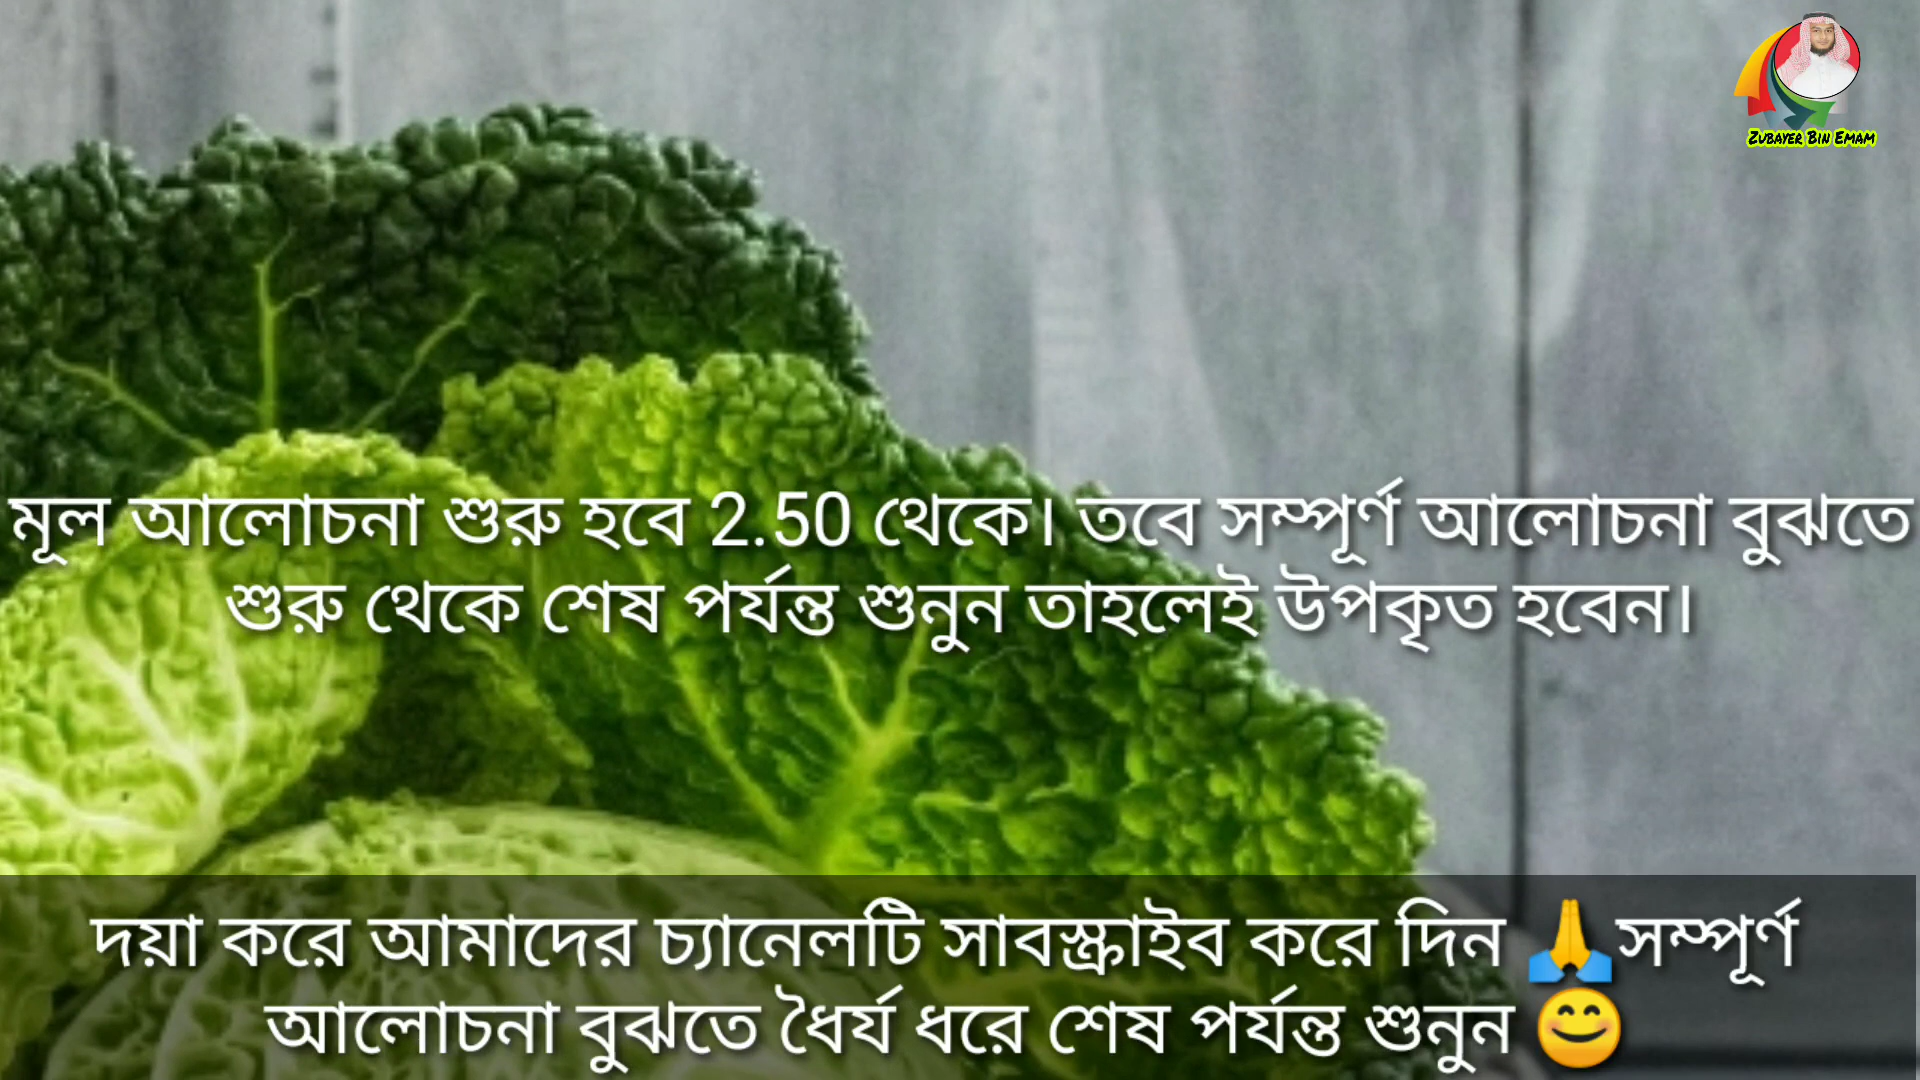 Zubayer Bin Emam
মূল আলোচনা শুরু হবে 2.50 থেকে। তবে সম্পূর্ণ আলোচনা বুঝতে
শুরু থেকে শেষ পর্যন্ত শুনুন তাহলেই উপকৃত হবেন।
দয়া করে আমাদের চ্যানেলটি সাবস্ক্রাইব করে দিন 🙏সম্পূর্ণ
আলোচনা বুঝতে ধৈর্য ধরে শেষ পর্যন্ত শুনুন 😊